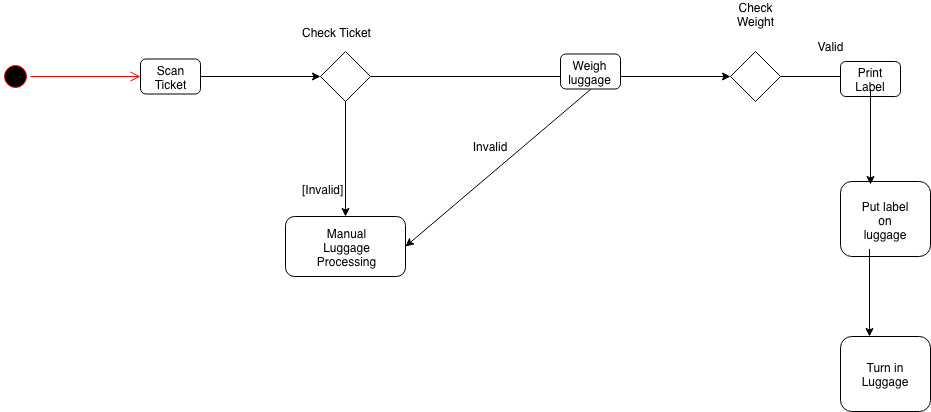 Check
Weight
Check Ticket
Valid
Scan
Ticket
Weigh
luggage
Print
Label
Invalid
[Invalid]
Put label
on
luggage
Manual
Luggage
Processing
Turn in
Luggage